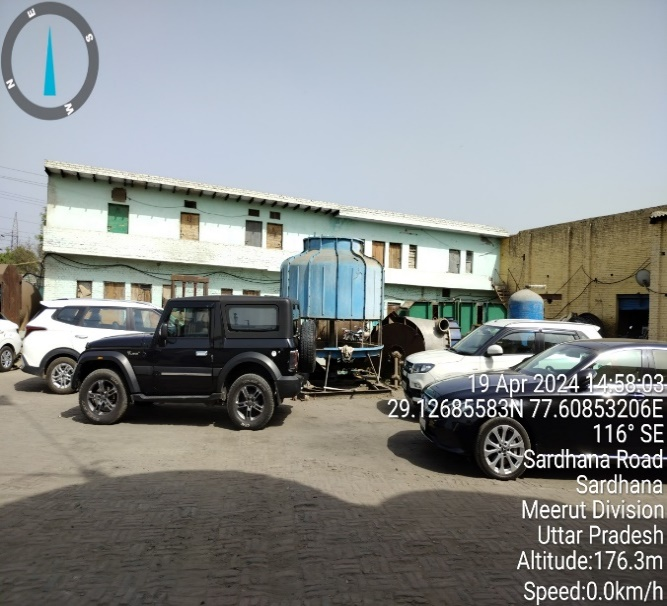 E
S
N
W
19 Apr 2024 14:58:03
29.12685583N 77.60853206E
116° SE
Sardhana Road
Sardhana
Meerut Division
Uttar Pradesh
Altitude:176.3m
Speed:0.0km/h